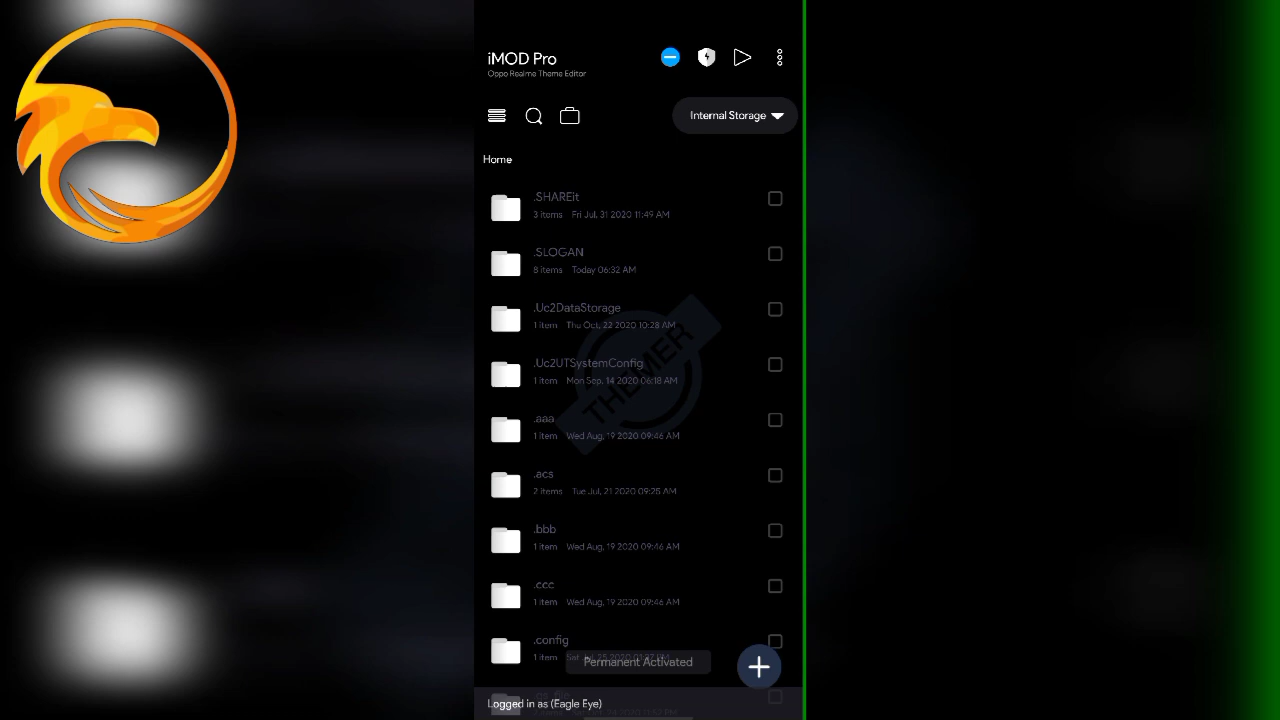 iMOD Pro
Oppo Realme Theme Editor
Internal Storage
Home
.SHAREit
3 items Fri Jul, 31 2020 11:49 AM
.SLOGAN
8 items Today 06:32 AM
.Uc2DataStorage
1 item Thu Oct, 22 2020 10:28 AM
.Uc2UTSystemConfig
1 item Mon Sep, 14 2020 06:18 AM
THEMER
.aaa
1 item Wed Aug, 19 2020 09:46 AM
.acs
2 items Tue Jul, 21 2020 09:25 AM
.bbb
1 item Wed Aug, 19 2020 09:46 AM
.ccc
1 item Wed Aug, 19 2020 09:46 AM
.config
1 item
Permanent Activated
Logged in as (Eagle Eye)